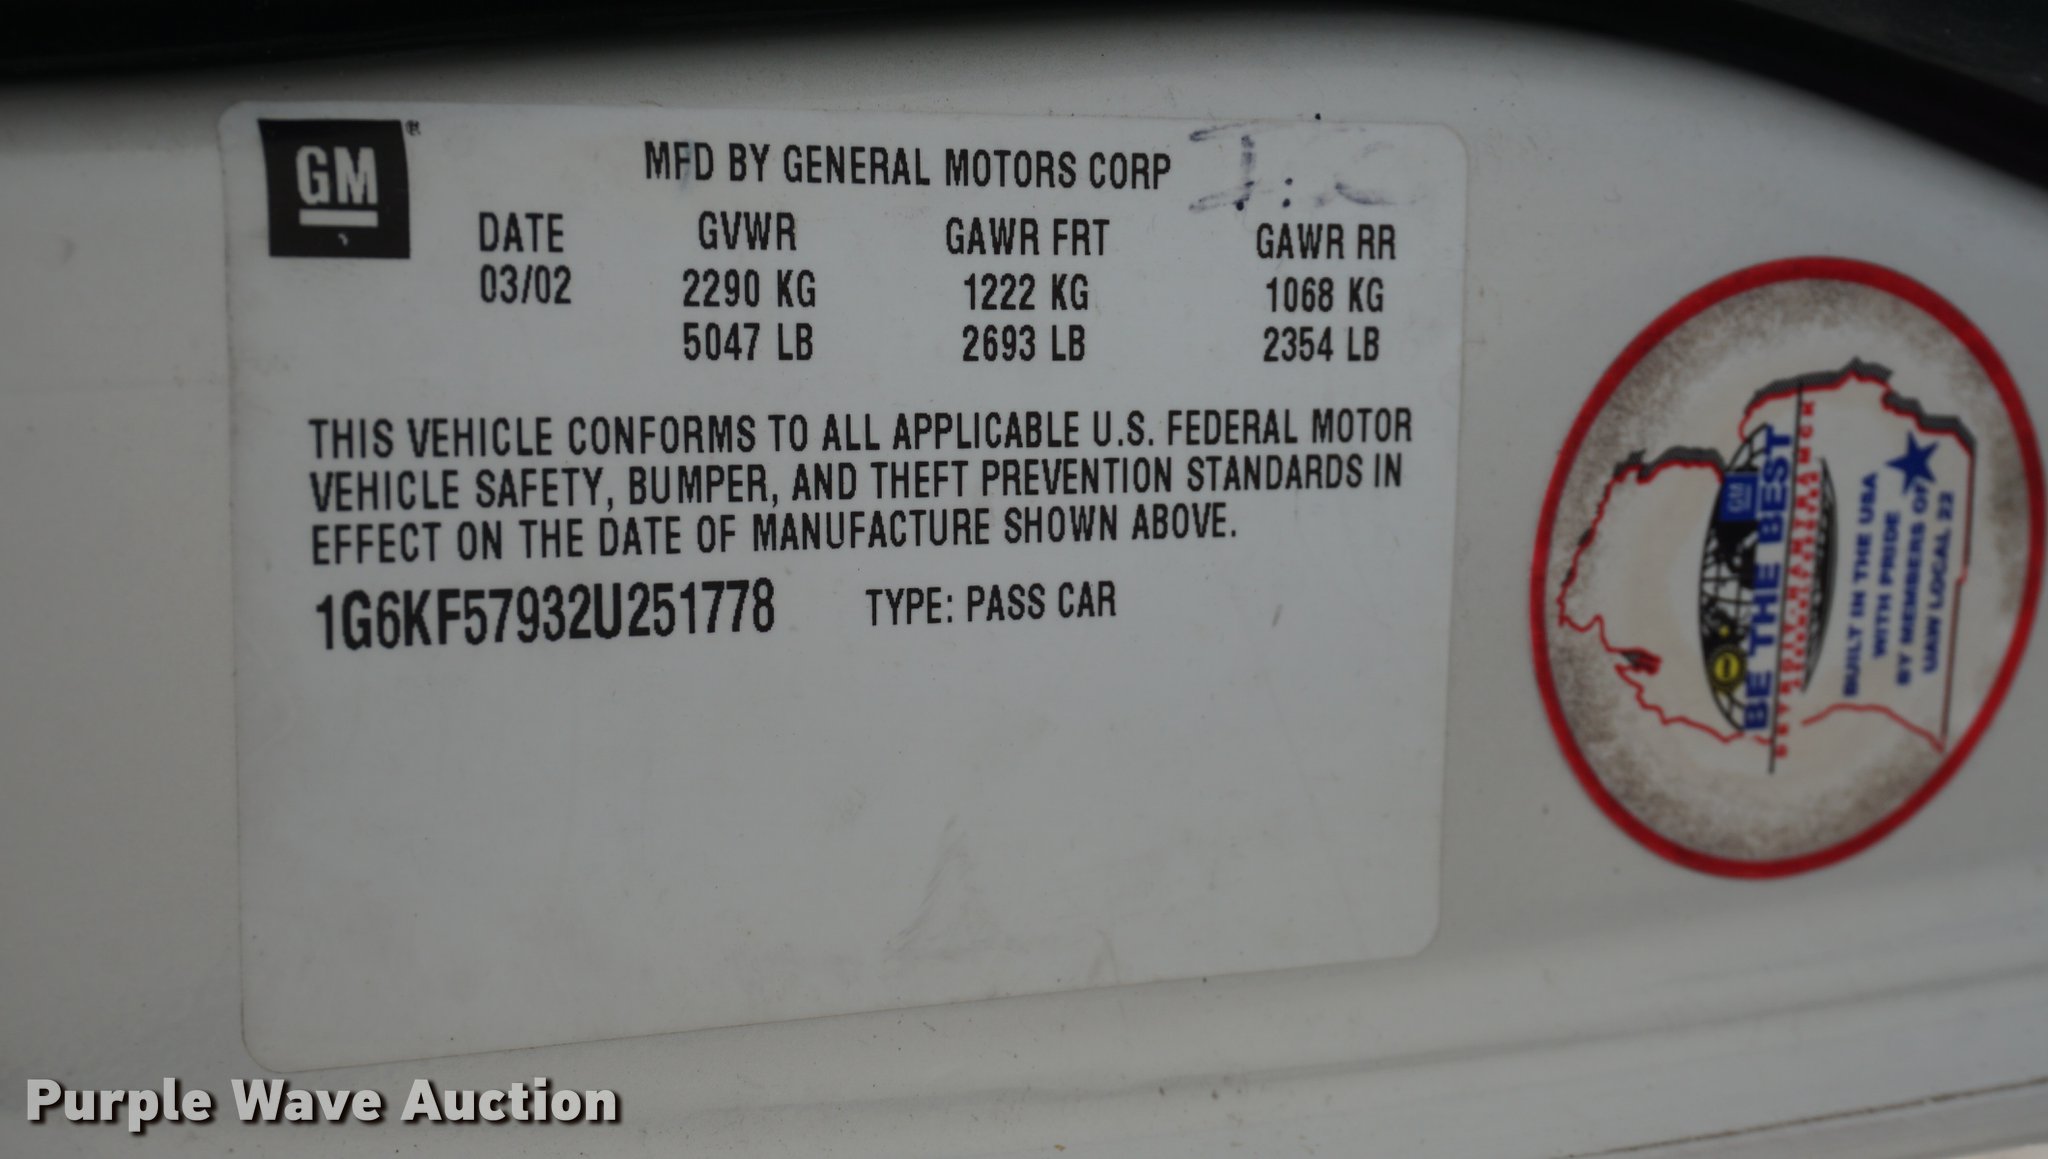 GM
®
MFD BY GENERAL MOTORS CORP
DATE GVWR GAWR FRT GAWR RR
03/02 2290 KG 1222 KG 1068 KG
5047 LB 2693 LB 2354 LB
THIS VEHICLE CONFORMS TO ALL APPLICABLE U.S. FEDERAL MOTOR
VEHICLE SAFETY, BUMPER, AND THEFT PREVENTION STANDARDS IN
EFFECT ON THE DATE OF MANUFACTURE SHOWN ABOVE.
1G6KF57932U251778 TYPE: PASS CAR
GM
BE THE BEST
BUILT IN THE USA
WITH PRIDE
BY MEMBERS OF
UAW LOCAL 22
Purple Wave Auction